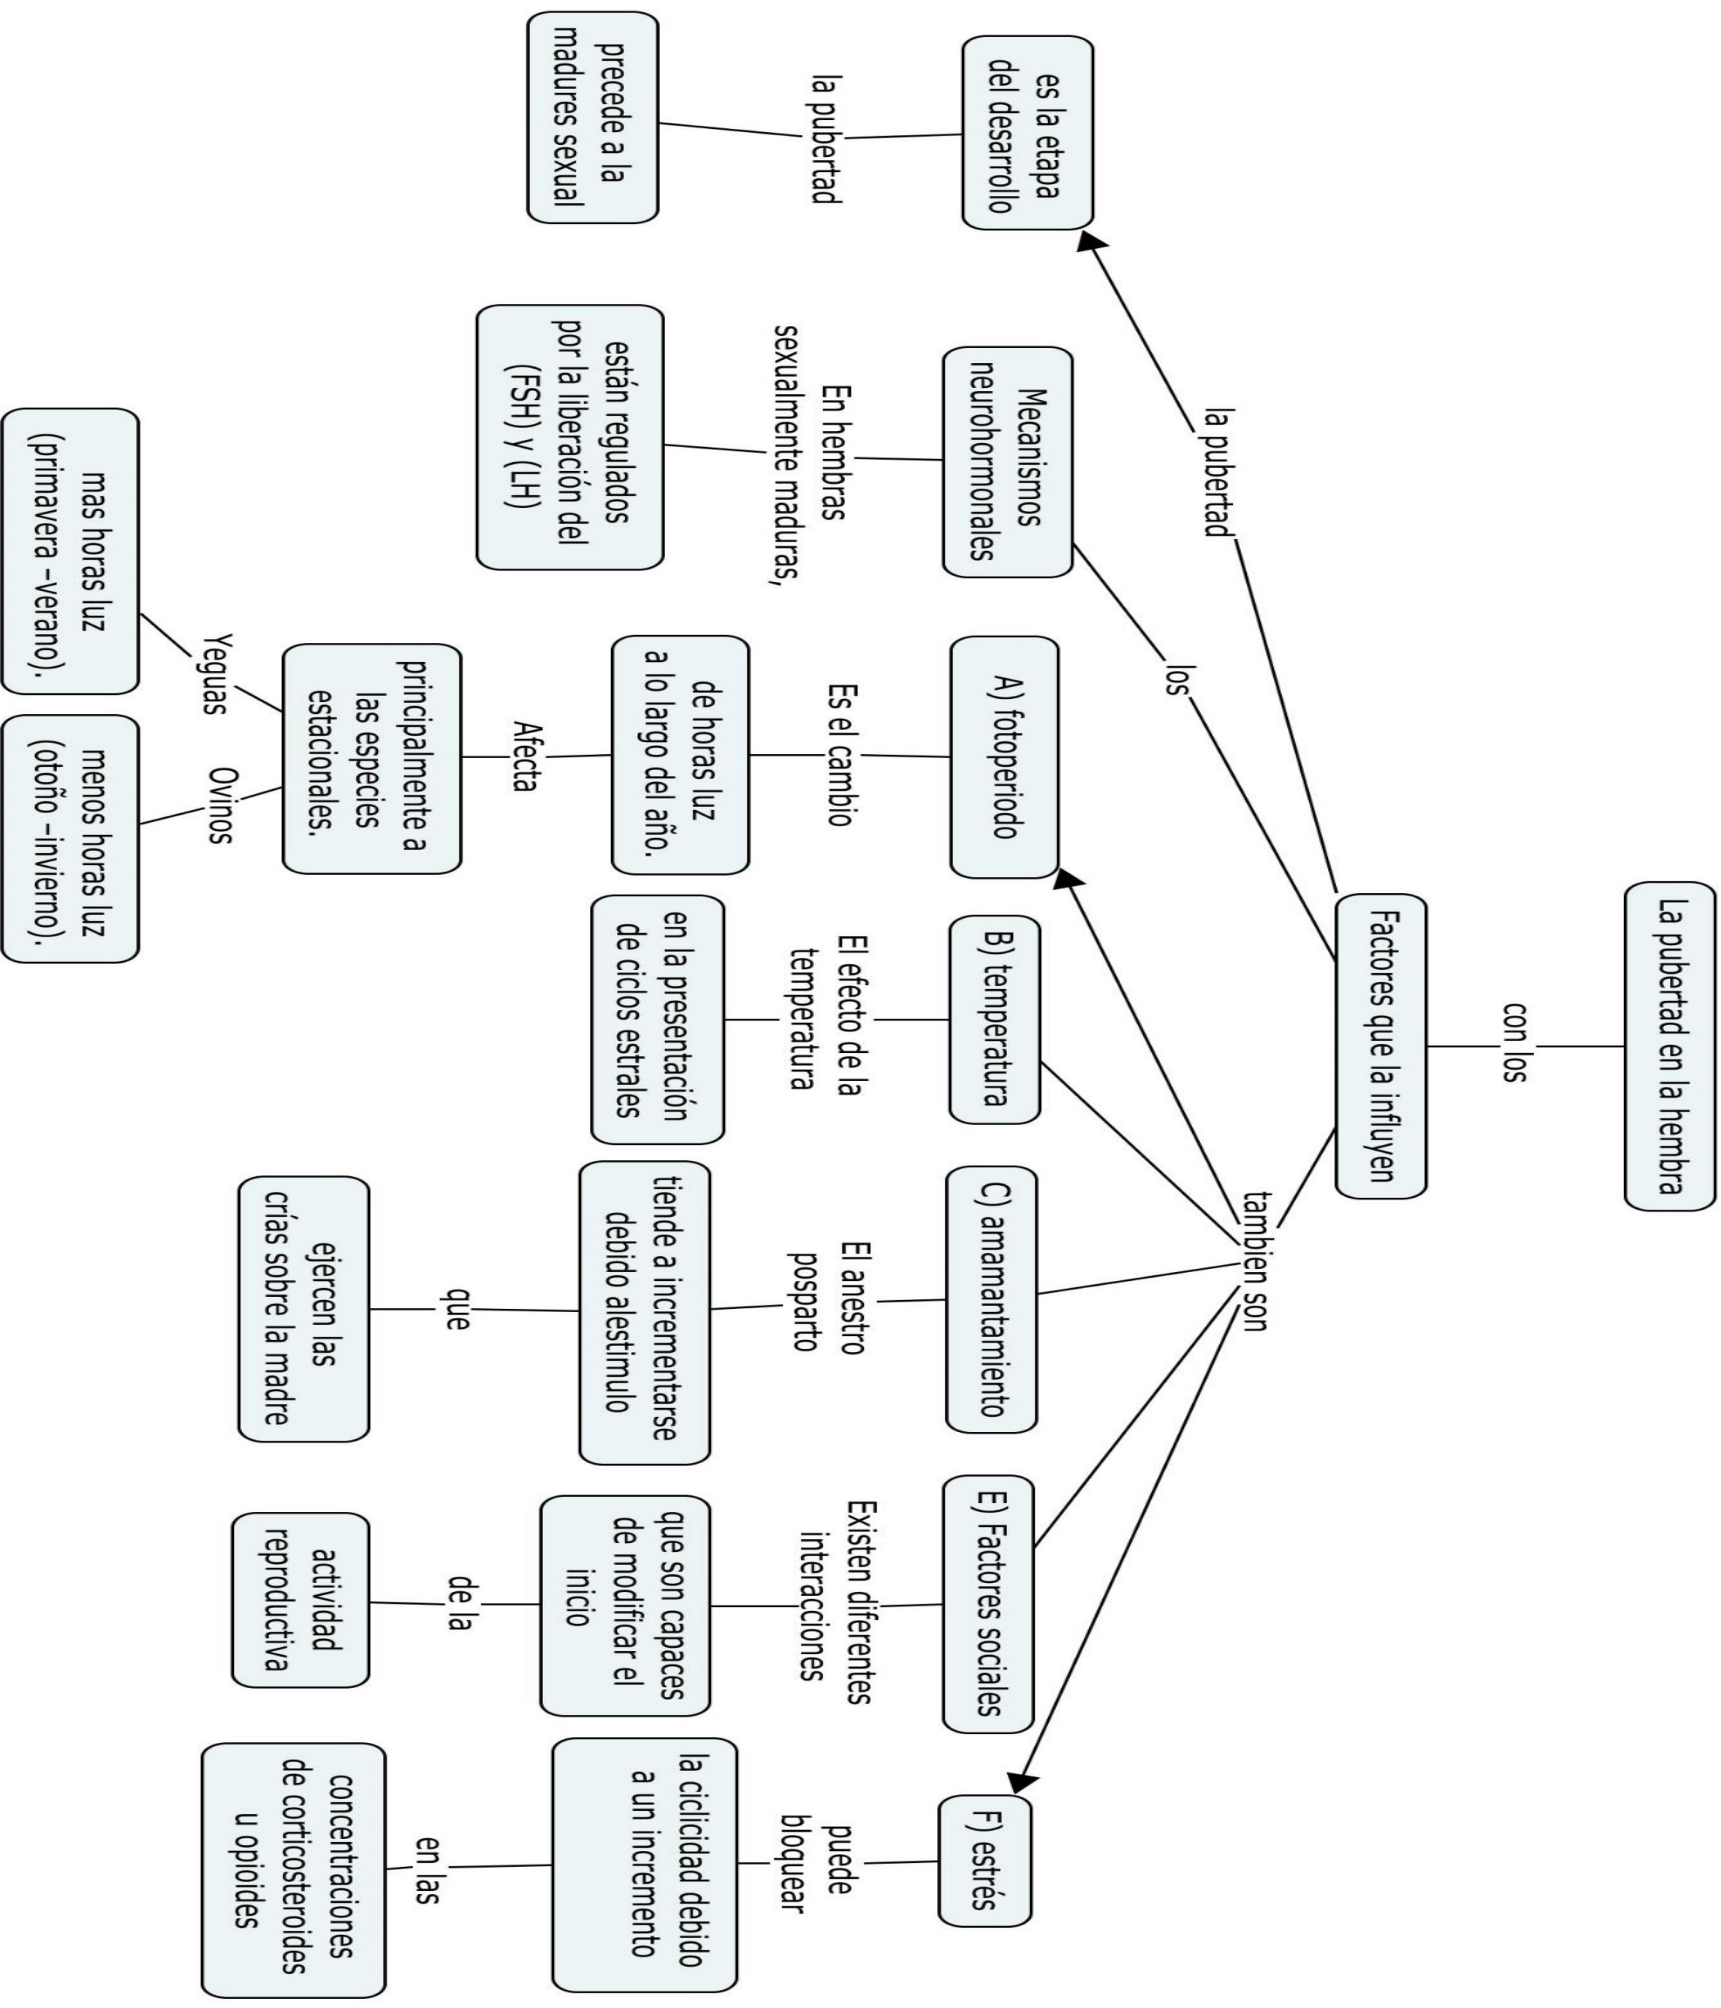 La pubertad en la hembra
con los
Factores que la influyen
la pubertad
los
tambien son
es la etapa
del desarrollo
la pubertad
precede a la
madures sexual
Mecanismos
neurohormonales
En hembras
sexualmente maduras,
están regulados
por la liberación del
(FSH) y (LH)
A) fotoperiodo
Es el cambio
de horas luz
a lo largo del año.
Afecta
principalmente a
las especies
estacionales.
Yeguas
mas horas luz
(primavera –verano).
Ovinos
menos horas luz
(otoño –invierno).
B) temperatura
El efecto de la
temperatura
en la presentación
de ciclos estrales
C) amamantamiento
El anestro
posparto
tiende a incrementarse
debido alestimulo
que
ejercen las
crías sobre la madre
E) Factores sociales
Existen diferentes
interacciones
que son capaces
de modificar el
inicio
de la
actividad
reproductiva
F) estrés
puede
bloquear
la ciclicidad debido
a un incremento
en las
concentraciones
de corticosteroides
u opioides